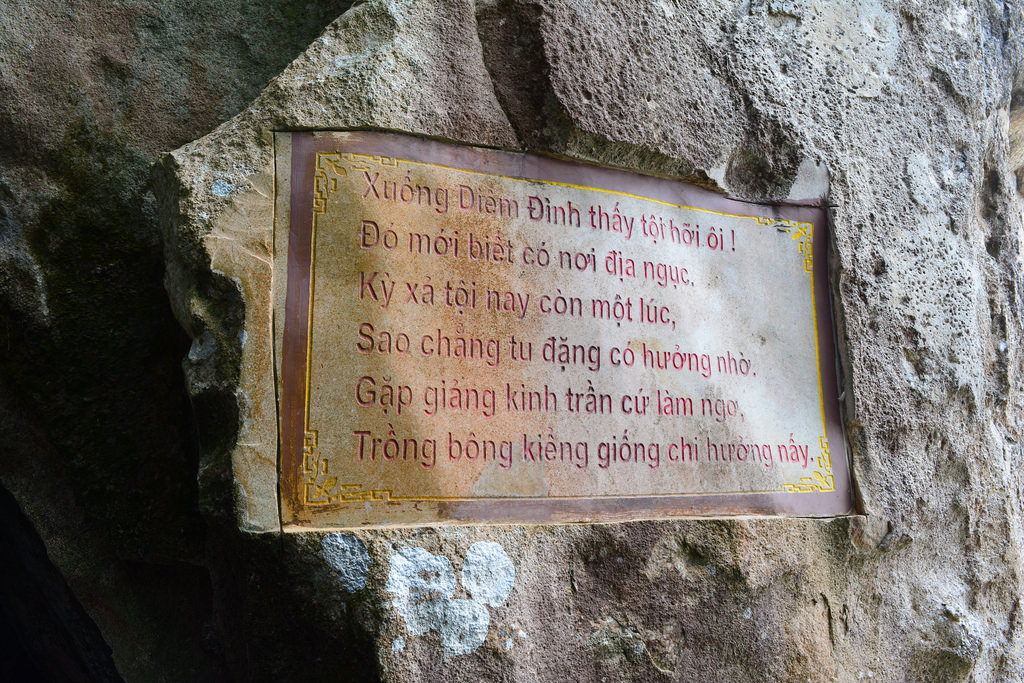 Xuống Diêm Đình thấy tội hỡi ôi !
Đó mới biết có nơi địa ngục.
Kỳ xả tội nay còn một lúc,
Sao chẳng tu đặng có hưởng nhờ.
Gặp giảng kinh trần cứ làm ngơ,
Trồng bông kiểng giống chi hưởng nấy.